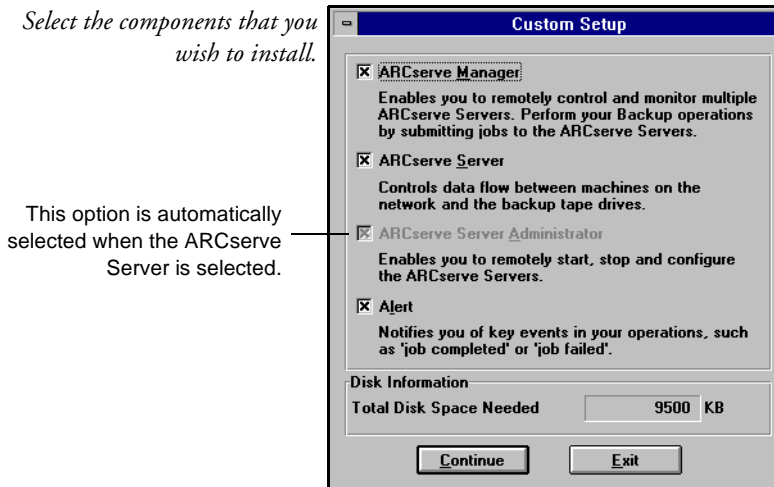 Select the components that you
wish to install.
Custom Setup
ARCserve Manager
Enables you to remotely control and monitor multiple
ARCserve Servers. Perform your Backup operations
by submitting jobs to the ARCserve Servers.
ARCserve Server
Controls data flow between machines on the
network and the backup tape drives.
This option is automatically
selected when the ARCserve
Server is selected.
ARCserve Server Administrator
Enables you to remotely start, stop and configure
the ARCserve Servers.
Alert
Notifies you of key events in your operations, such
as 'job completed' or 'job failed'.
Disk Information
Total Disk Space Needed 9500 KB
Continue Exit